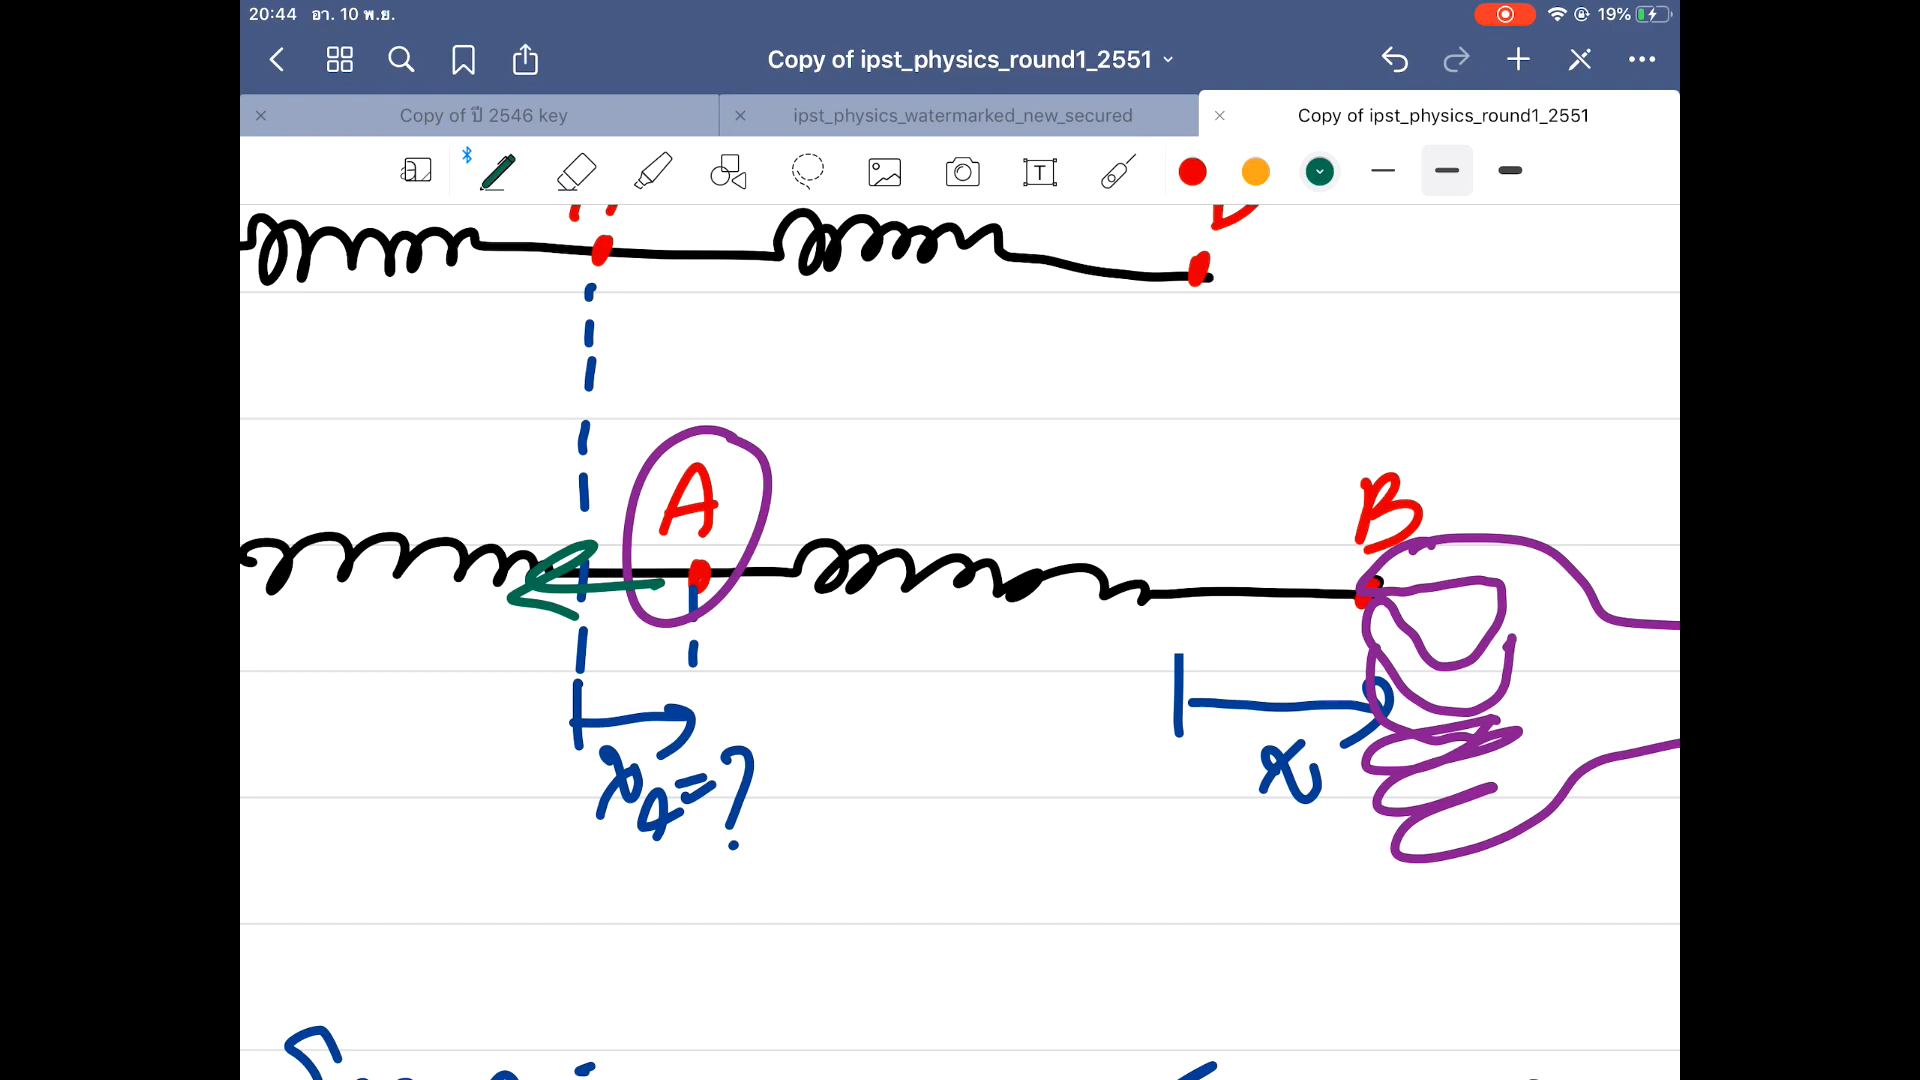 20:44 อา. 10 พ.ย.
19%
Copy of ipst_physics_round1_2551
Copy of ปี 2546 key
ipst_physics_watermarked_new_secured
Copy of ipst_physics_round1_2551
T
A
B
x_A=?
x